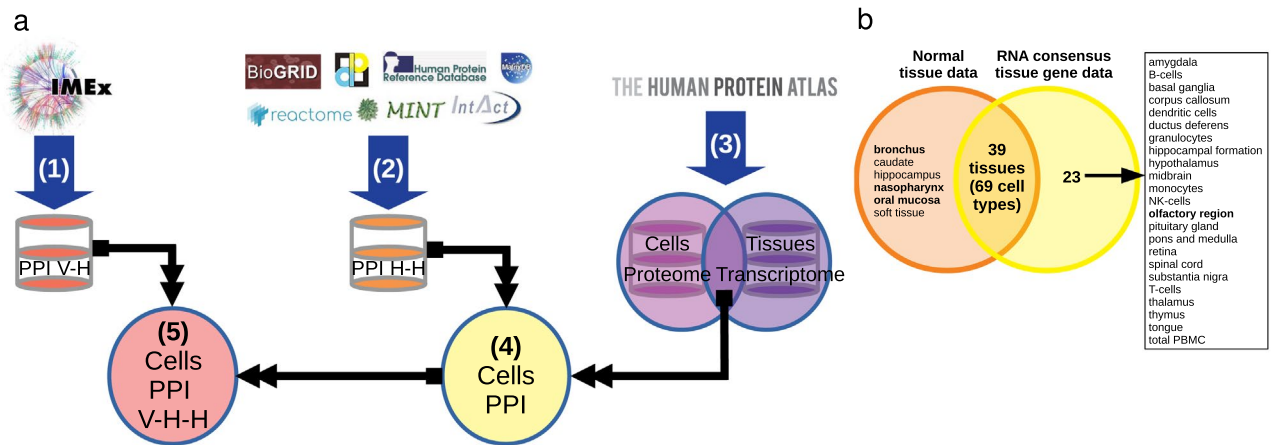 a
IMEx
BioGRID
dip
Human Protein
Reference Database
MatrixDB
reactome
MINT
IntAct
THE HUMAN PROTEIN ATLAS
(1)
(2)
(3)
PPI V-H
PPI H-H
Cells
Proteome
Tissues
Transcriptome
(5)
Cells
PPI
V-H-H
(4)
Cells
PPI
b
Normal
tissue data
RNA consensus
tissue gene data
bronchus
caudate
hippocampus
nasopharynx
oral mucosa
soft tissue
39
tissues
(69 cell
types)
23
amygdala
B-cells
basal ganglia
corpus callosum
dendritic cells
ductus deferens
granulocytes
hippocampal formation
hypothalamus
midbrain
monocytes
NK-cells
olfactory region
pituitary gland
pons and medulla
retina
spinal cord
substantia nigra
T-cells
thalamus
thymus
tongue
total PBMC